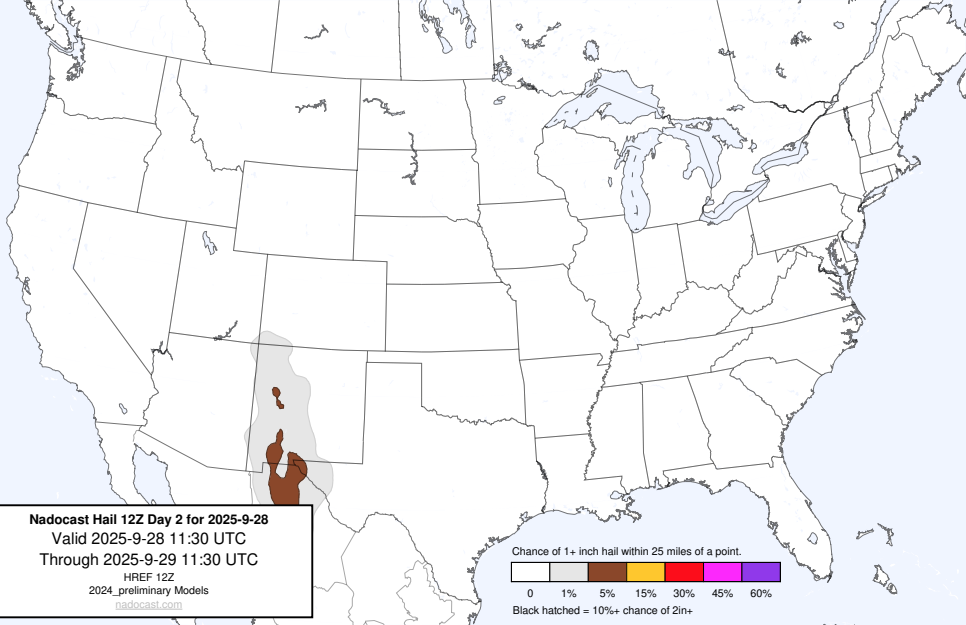 Nadocast Hail 12Z Day 2 for 2025-9-28
Valid 2025-9-28 11:30 UTC
Through 2025-9-29 11:30 UTC
HREF 12Z
2024_preliminary Models
nadocast.com
Chance of 1+ inch hail within 25 miles of a point.
0 1% 5% 15% 30% 45% 60%
Black hatched = 10%+ chance of 2in+